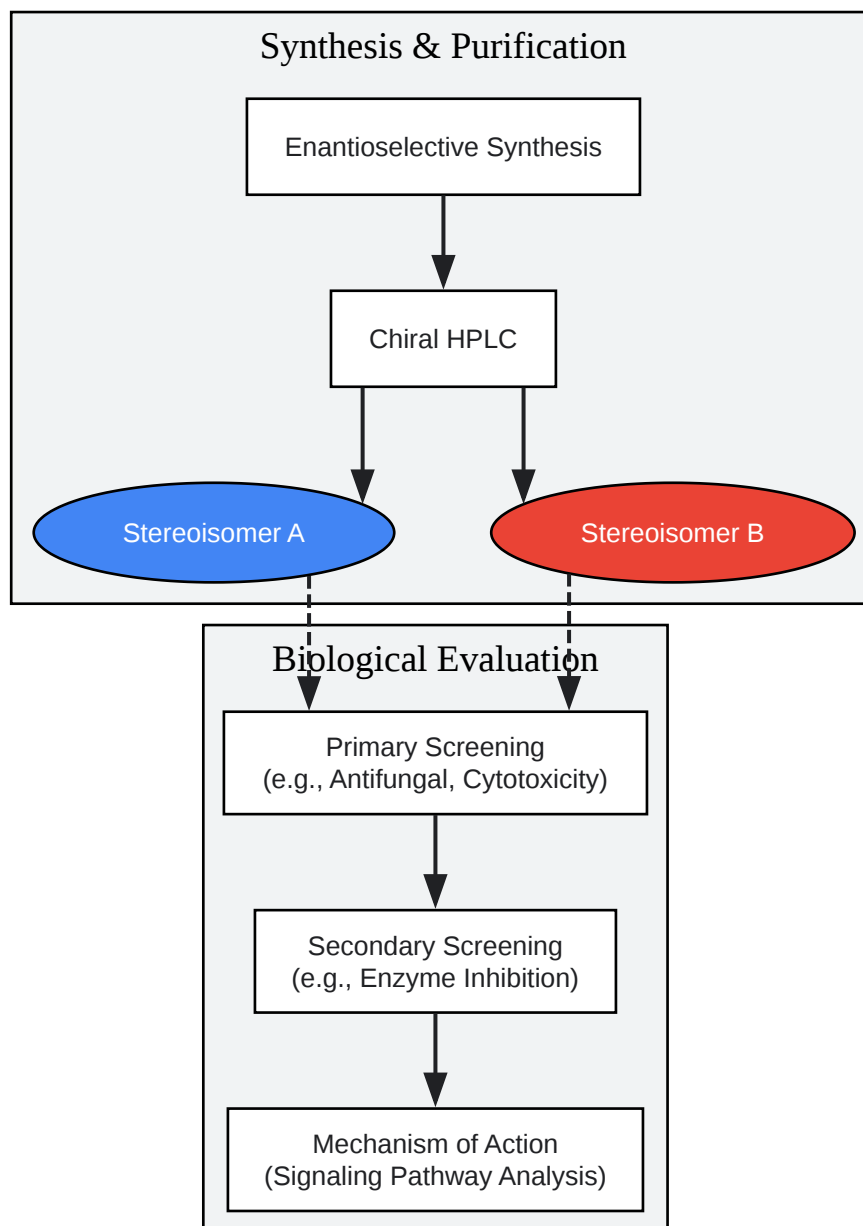 Synthesis & Purification
Enantioselective Synthesis
Chiral HPLC
Stereoisomer A
Stereoisomer B
Biological Evaluation
Primary Screening
(e.g., Antifungal, Cytotoxicity)
Secondary Screening
(e.g., Enzyme Inhibition)
Mechanism of Action
(Signaling Pathway Analysis)